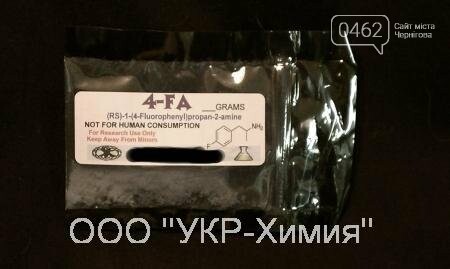 0462
Сайт міста
Чернігова
4-FA ___GRAMS
(RS)-1-(4-Fluorophenyl)propan-2-amine
NOT FOR HUMAN CONSUMPTION
For Research Use Only
Keep Away From Minors
NH₂
F
ООО "УКР-Химия"